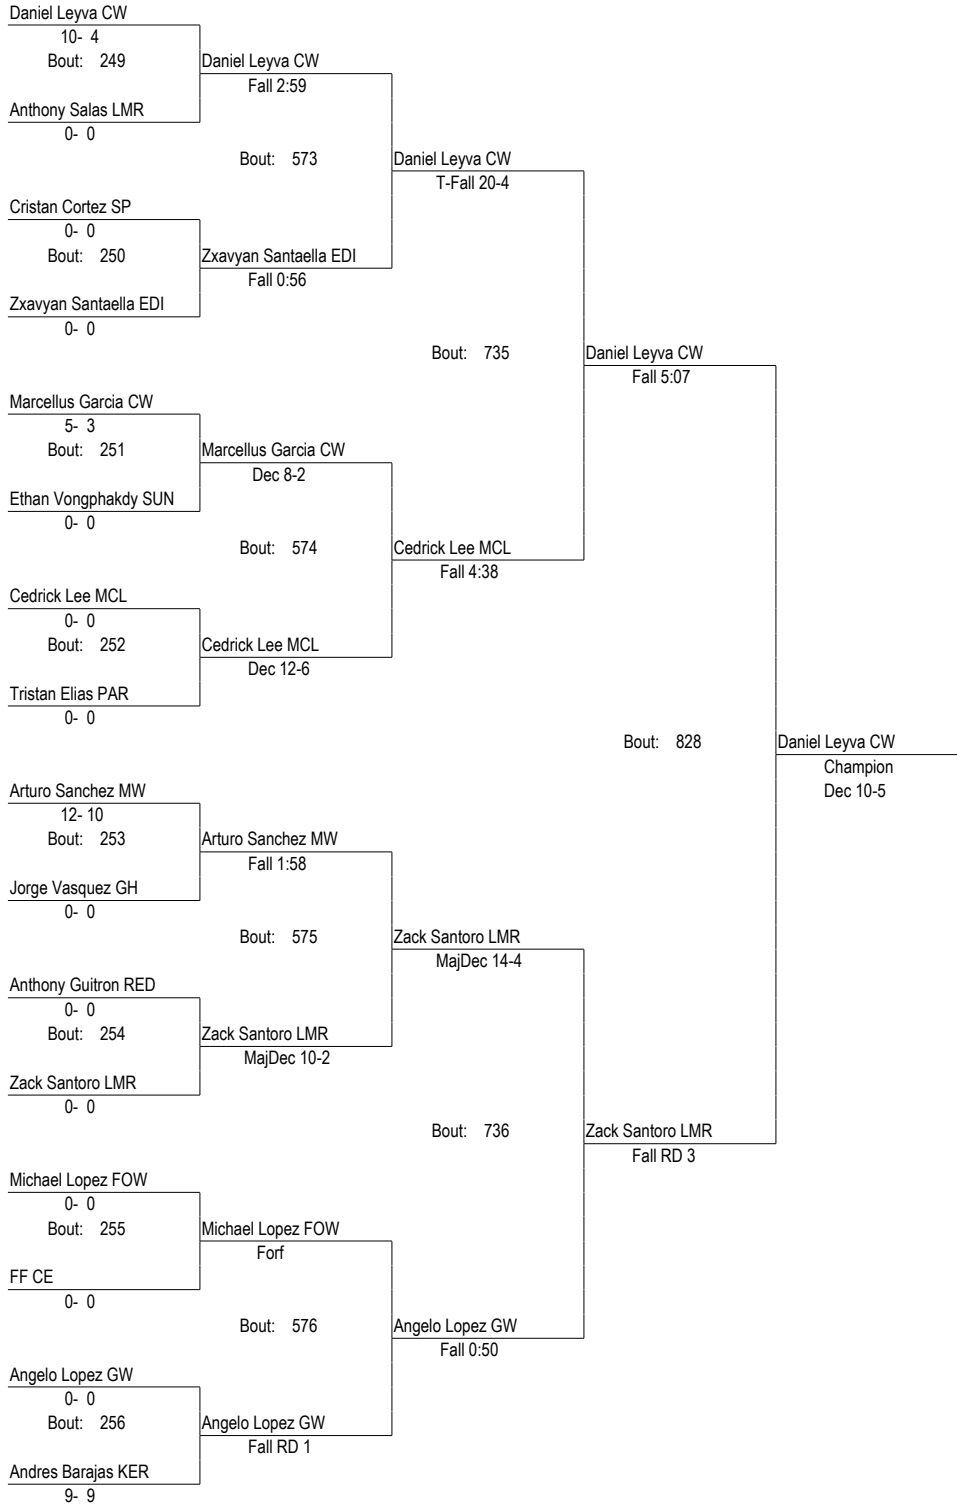 Daniel Leyva CW
10- 4
Bout: 249
Daniel Leyva CW
Fall 2:59
Anthony Salas LMR
0- 0
Bout: 573
Daniel Leyva CW
T-Fall 20-4
Cristan Cortez SP
0- 0
Bout: 250
Zxavyan Santaella EDI
Fall 0:56
Zxavyan Santaella EDI
0- 0
Bout: 735
Daniel Leyva CW
Fall 5:07
Marcellus Garcia CW
5- 3
Bout: 251
Marcellus Garcia CW
Dec 8-2
Ethan Vongphakdy SUN
0- 0
Bout: 574
Cedrick Lee MCL
Fall 4:38
Cedrick Lee MCL
0- 0
Bout: 252
Cedrick Lee MCL
Dec 12-6
Tristan Elias PAR
0- 0
Bout: 828
Daniel Leyva CW
Champion
Dec 10-5
Arturo Sanchez MW
12- 10
Bout: 253
Arturo Sanchez MW
Fall 1:58
Jorge Vasquez GH
0- 0
Bout: 575
Zack Santoro LMR
MajDec 14-4
Anthony Guitron RED
0- 0
Bout: 254
Zack Santoro LMR
MajDec 10-2
Zack Santoro LMR
0- 0
Bout: 736
Zack Santoro LMR
Fall RD 3
Michael Lopez FOW
0- 0
Bout: 255
Michael Lopez FOW
Forf
FF CE
0- 0
Bout: 576
Angelo Lopez GW
Fall 0:50
Angelo Lopez GW
0- 0
Bout: 256
Angelo Lopez GW
Fall RD 1
Andres Barajas KER
9- 9